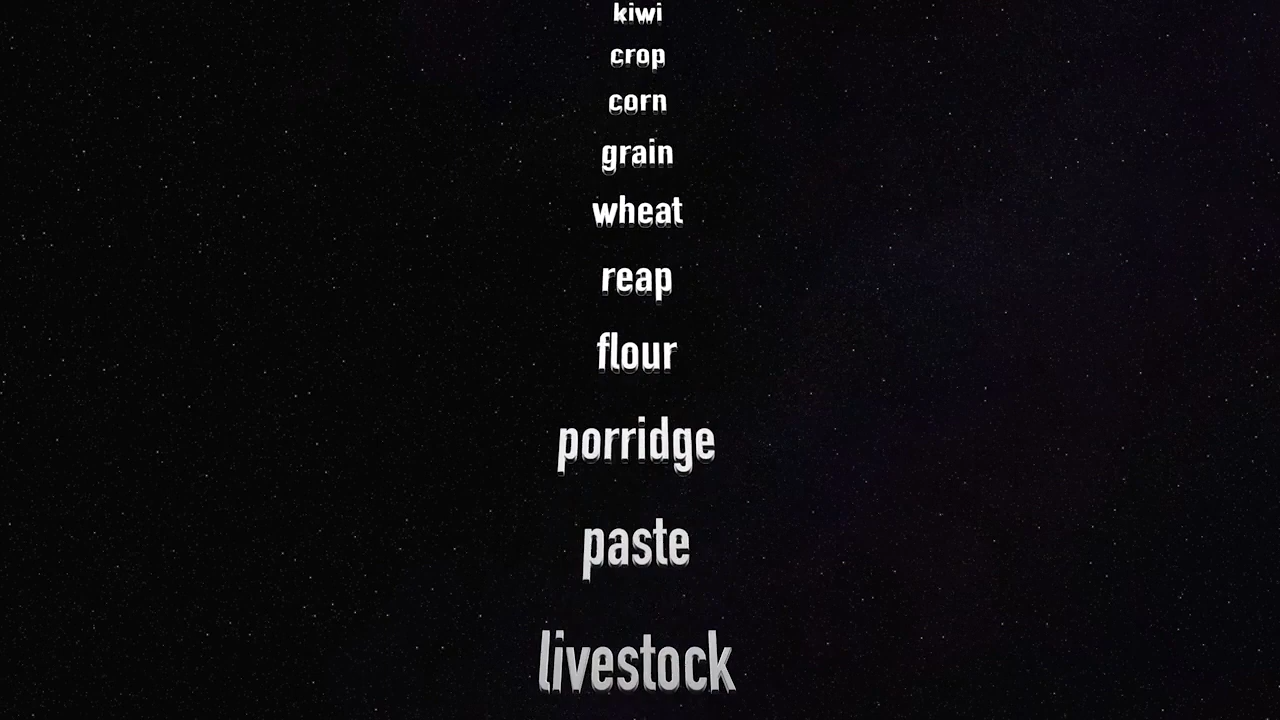 kiwi
crop
corn
grain
wheat
reap
flour
porridge
paste
livestock